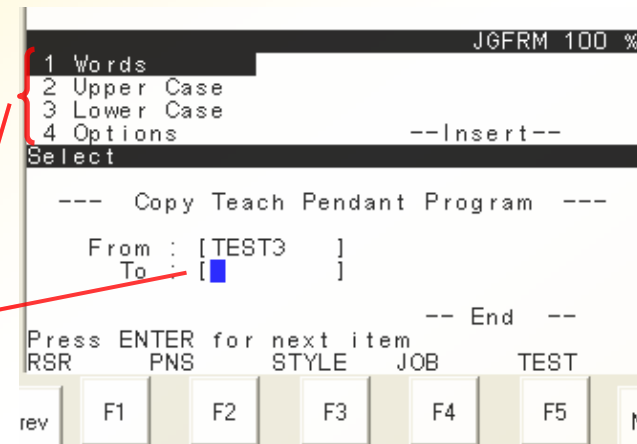 JGFRM 100 %
1 Words
2 Upper Case
3 Lower Case
4 Options --Insert--
Select
--- Copy Teach Pendant Program ---
From : [TEST3 ]
To : [ ]
-- End --
Press ENTER for next item
RSR PNS STYLE JOB TEST
rev F1 F2 F3 F4 F5 N